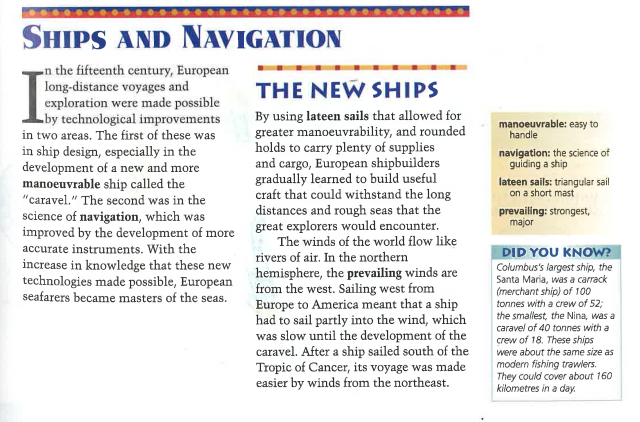 SHIPS AND NAVIGATION
In the fifteenth century, European
long-distance voyages and
exploration were made possible
by technological improvements
in two areas. The first of these was
in ship design, especially in the
development of a new and more
manoeuvrable ship called the
"caravel." The second was in the
science of navigation, which was
improved by the development of more
accurate instruments. With the
increase in knowledge that these new
technologies made possible, European
seafarers became masters of the seas.
THE NEW SHIPS
By using lateen sails that allowed for
greater manoeuvrability, and rounded
holds to carry plenty of supplies
and cargo, European shipbuilders
gradually learned to build useful
craft that could withstand the long
distances and rough seas that the
great explorers would encounter.
The winds of the world flow like
rivers of air. In the northern
hemisphere, the prevailing winds are
from the west. Sailing west from
Europe to America meant that a ship
had to sail partly into the wind, which
was slow until the development of the
caravel. After a ship sailed south of the
Tropic of Cancer, its voyage was made
easier by winds from the northeast.
manoeuvrable: easy to
handle
navigation: the science of
guiding a ship
lateen sails: triangular sail
on a short mast
prevailing: strongest,
major
DID YOU KNOW?
Columbus's largest ship, the
Santa Maria, was a carrack
(merchant ship) of 100
tonnes with a crew of 52;
the smallest, the Nina, was a
caravel of 40 tonnes with a
crew of 18. These ships
were about the same size as
modern fishing trawlers.
They could cover about 160
kilometres in a day.